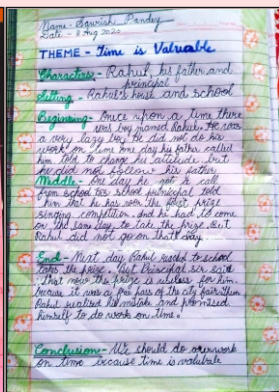 Name - Sarwish Pandey
Date - 8 Aug 2020
THEME - Time is Valuable
Characters - Rahul, his father and
principal
Setting - Rahul's house and school
Beginning - Once upon a time there
was boy named Rahul. He was
a very lazy boy. He did not do his
work on time one day his father called
him told to change his attitude but
he did not follow his father
Middle - One day he got a call
from school his school principal told
him that he has won the first prize
singing competition. And he had to come
on the same day to take the prize. But
Rahul did not go on that day.
End - Next day Rahul to school
take the prize. But Principal sir said
That now the prize is useless for him
because it was a free pass of the city fair then
Rahul realized his mistake and promised
himself to do work on time.
Conclusion - We should do our work
on time because time is valuable